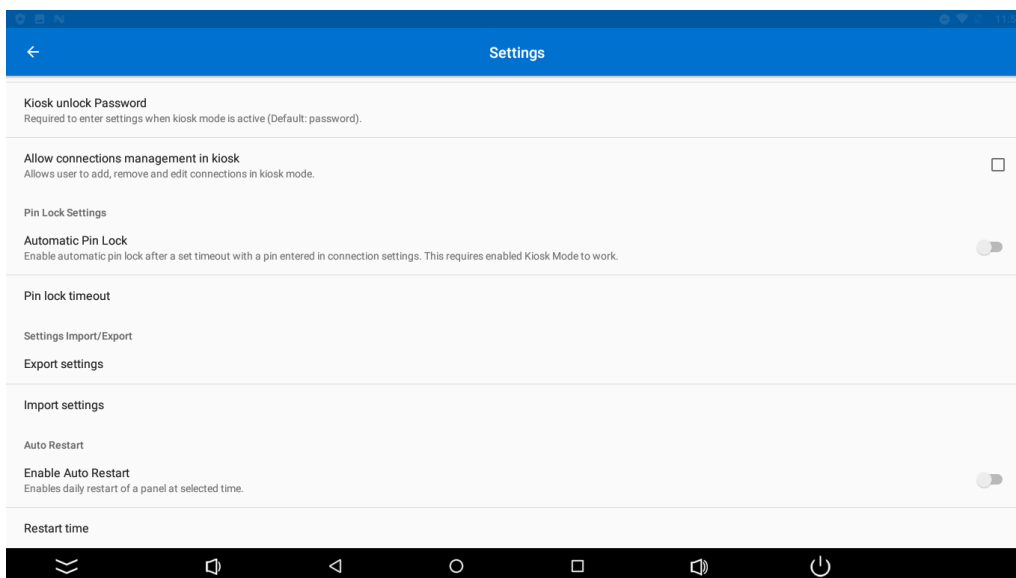 Settings
Kiosk unlock Password
Required to enter settings when kiosk mode is active (Default: password).
Allow connections management in kiosk
Allows user to add, remove and edit connections in kiosk mode.
Pin Lock Settings
Automatic Pin Lock
Enable automatic pin lock after a set timeout with a pin entered in connection settings. This requires enabled Kiosk Mode to work.
Pin lock timeout
Settings Import/Export
Export settings
Import settings
Auto Restart
Enable Auto Restart
Enables daily restart of a panel at selected time.
Restart time